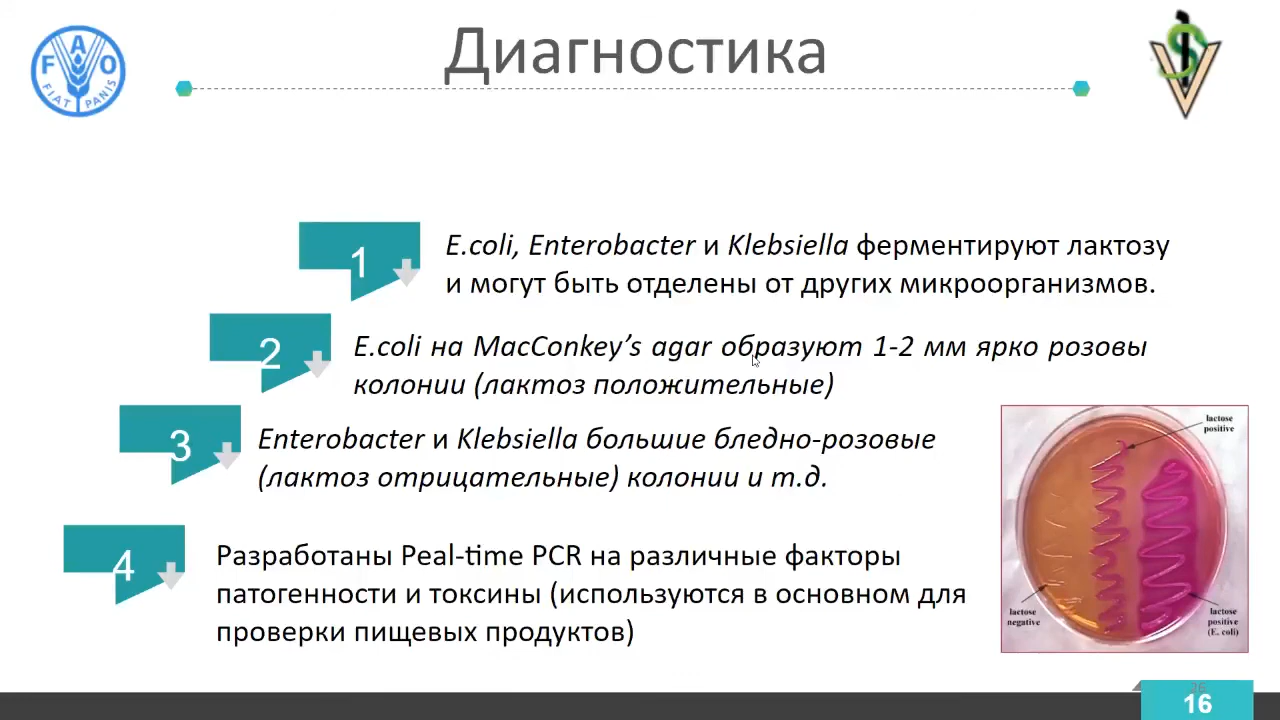 Диагностика
FAO
FIAT PANIS
1
E.coli, Enterobacter и Klebsiella ферментируют лактозу
и могут быть отделены от других микроорганизмов.
2
E.coli на MacConkey’s agar образуют 1-2 мм ярко розовы
колонии (лактоз положительные)
3
Enterobacter и Klebsiella большие бледно-розовые
(лактоз отрицательные) колонии и т.д.
4
Разработаны Peal-time PCR на различные факторы
патогенности и токсины (используются в основном для
проверки пищевых продуктов)
lactose
positive
lactose
negative
lactose
positive
(E. coli)
26
16